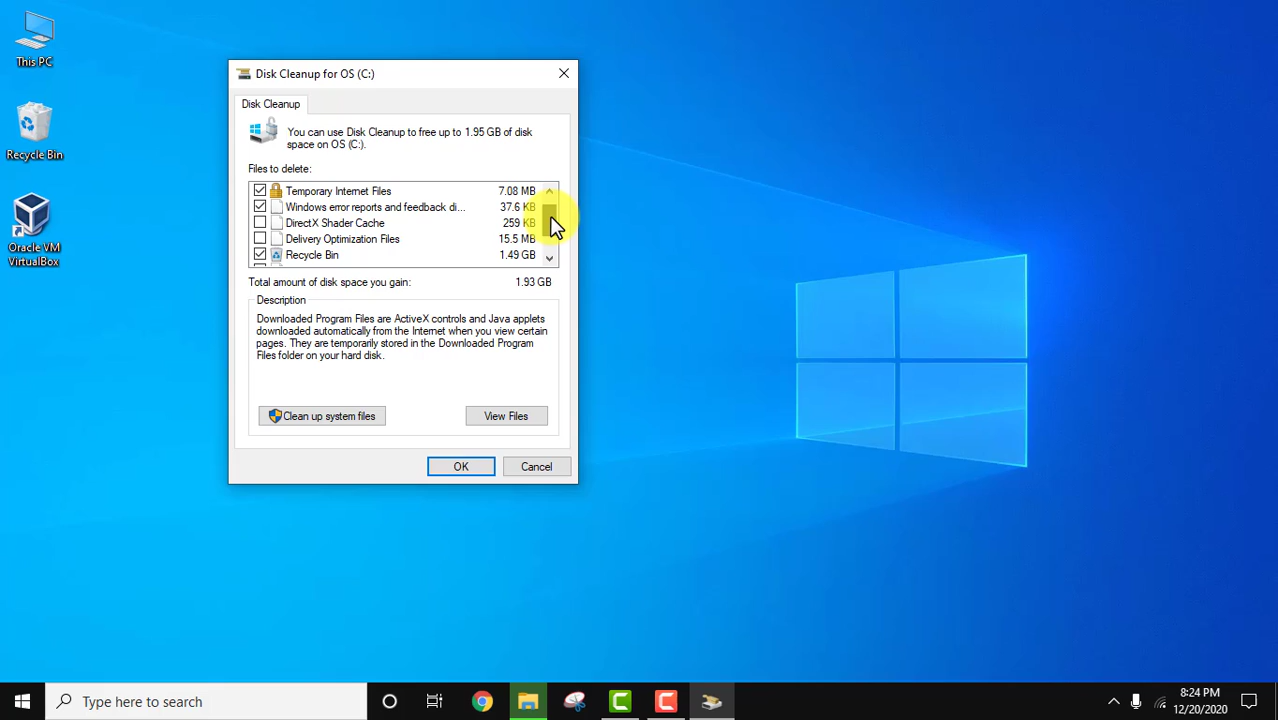 This PC
Recycle Bin
Oracle VM
VirtualBox
Disk Cleanup for OS (C:)
Disk Cleanup
You can use Disk Cleanup to free up to 1.95 GB of disk
space on OS (C:).
Files to delete:
Temporary Internet Files 7.08 MB
Windows error reports and feedback di... 37.6 KB
DirectX Shader Cache 259 KB
Delivery Optimization Files 15.5 MB
Recycle Bin 1.49 GB
Total amount of disk space you gain: 1.93 GB
Description
Downloaded Program Files are ActiveX controls and Java applets
downloaded automatically from the Internet when you view certain
pages. They are temporarily stored in the Downloaded Program
Files folder on your hard disk.
Clean up system files View Files
OK Cancel
Type here to search
8:24 PM
12/20/2020